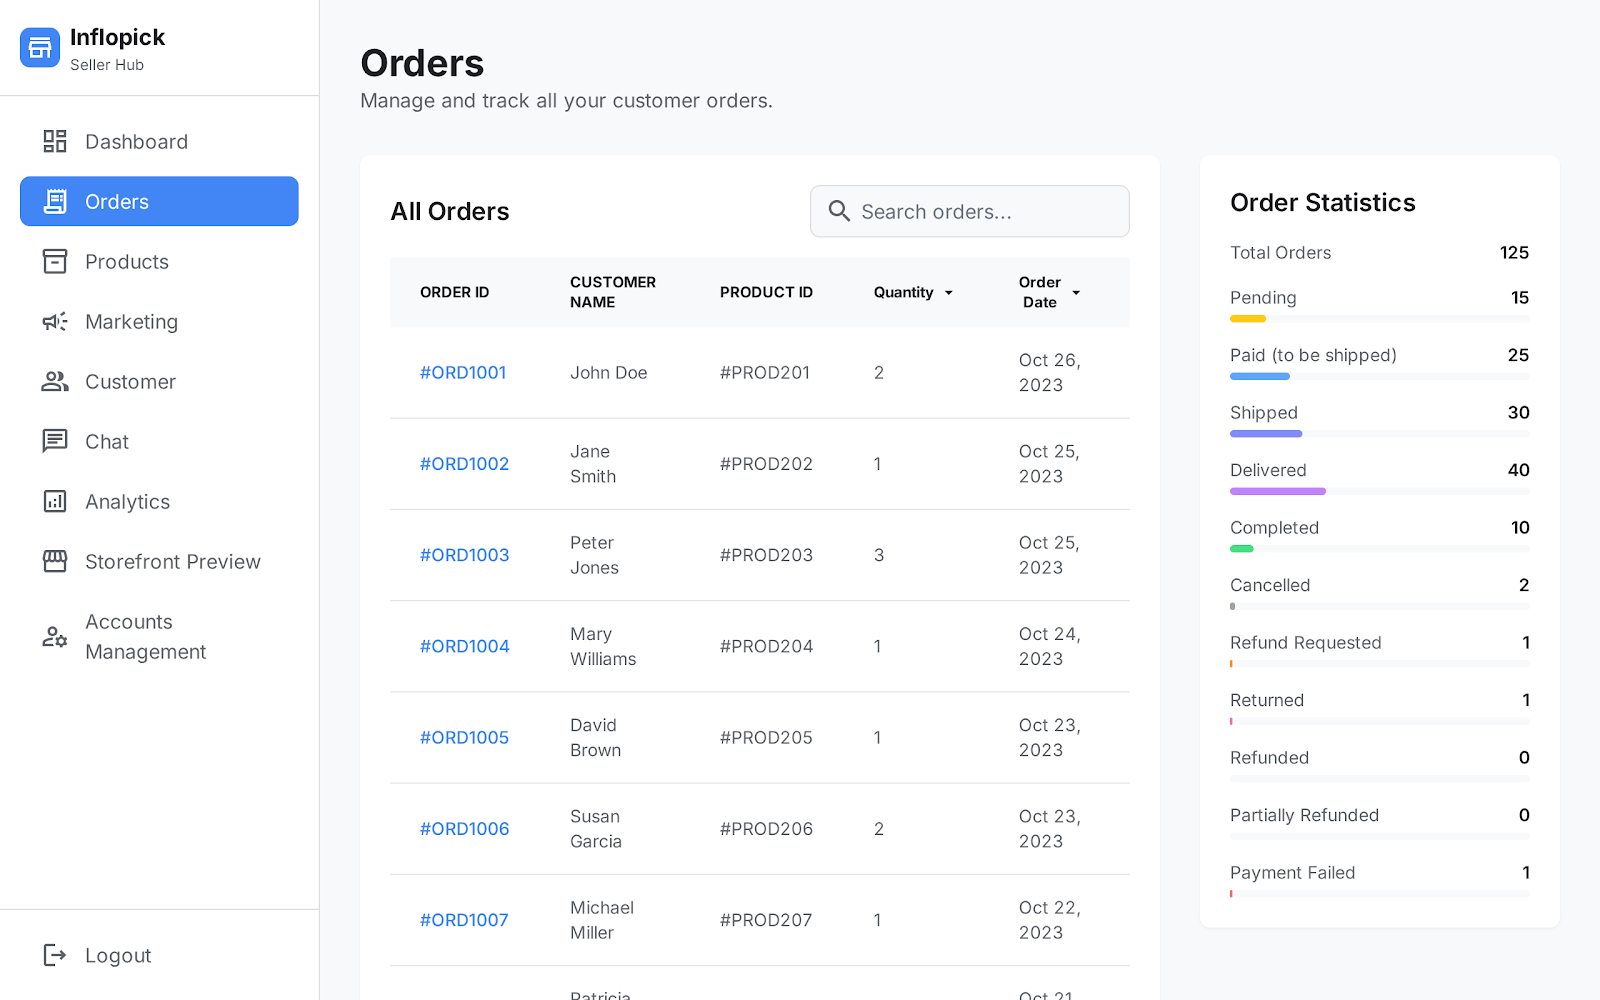 Inflopick
Seller Hub
Dashboard
Orders
Products
Marketing
Customer
Chat
Analytics
Storefront Preview
Accounts
Management
Logout
Orders
Manage and track all your customer orders.
All Orders
Search orders...
ORDER ID CUSTOMER NAME PRODUCT ID Quantity Order Date
#ORD1001 John Doe #PROD201 2 Oct 26, 2023
#ORD1002 Jane Smith #PROD202 1 Oct 25, 2023
#ORD1003 Peter Jones #PROD203 3 Oct 25, 2023
#ORD1004 Mary Williams #PROD204 1 Oct 24, 2023
#ORD1005 David Brown #PROD205 1 Oct 23, 2023
#ORD1006 Susan Garcia #PROD206 2 Oct 23, 2023
#ORD1007 Michael Miller #PROD207 1 Oct 22, 2023
Patricia Oct 21,
Order Statistics
Total Orders 125
Pending 15
Paid (to be shipped) 25
Shipped 30
Delivered 40
Completed 10
Cancelled 2
Refund Requested 1
Returned 1
Refunded 0
Partially Refunded 0
Payment Failed 1